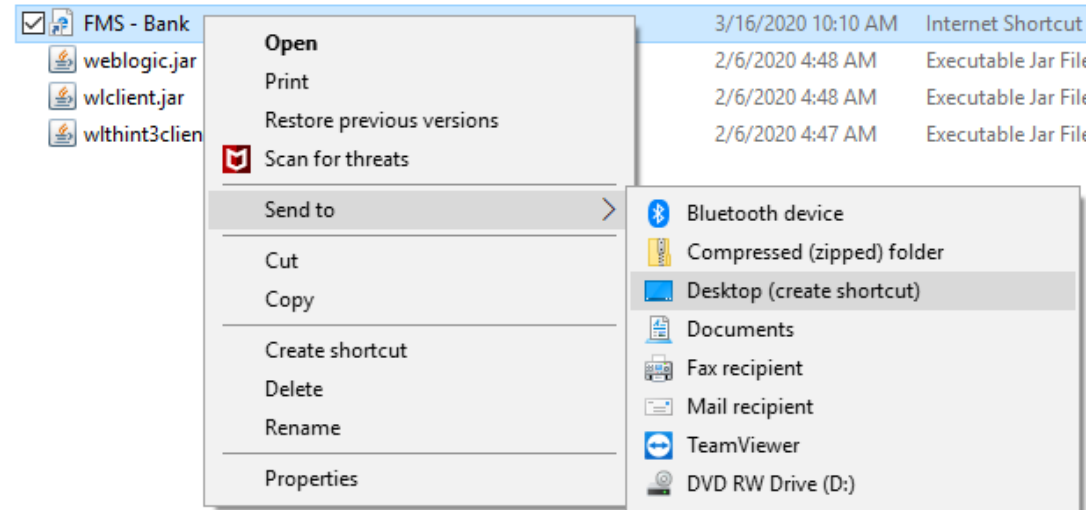 FMS - Bank 3/16/2020 10:10 AM Internet Shortcut
weblogic.jar 2/6/2020 4:48 AM Executable Jar File
wlclient.jar 2/6/2020 4:48 AM Executable Jar File
wlthint3clien 2/6/2020 4:47 AM Executable Jar File
Open
Print
Restore previous versions
Scan for threats
Send to
Cut
Copy
Create shortcut
Delete
Rename
Properties
Bluetooth device
Compressed (zipped) folder
Desktop (create shortcut)
Documents
Fax recipient
Mail recipient
TeamViewer
DVD RW Drive (D:)